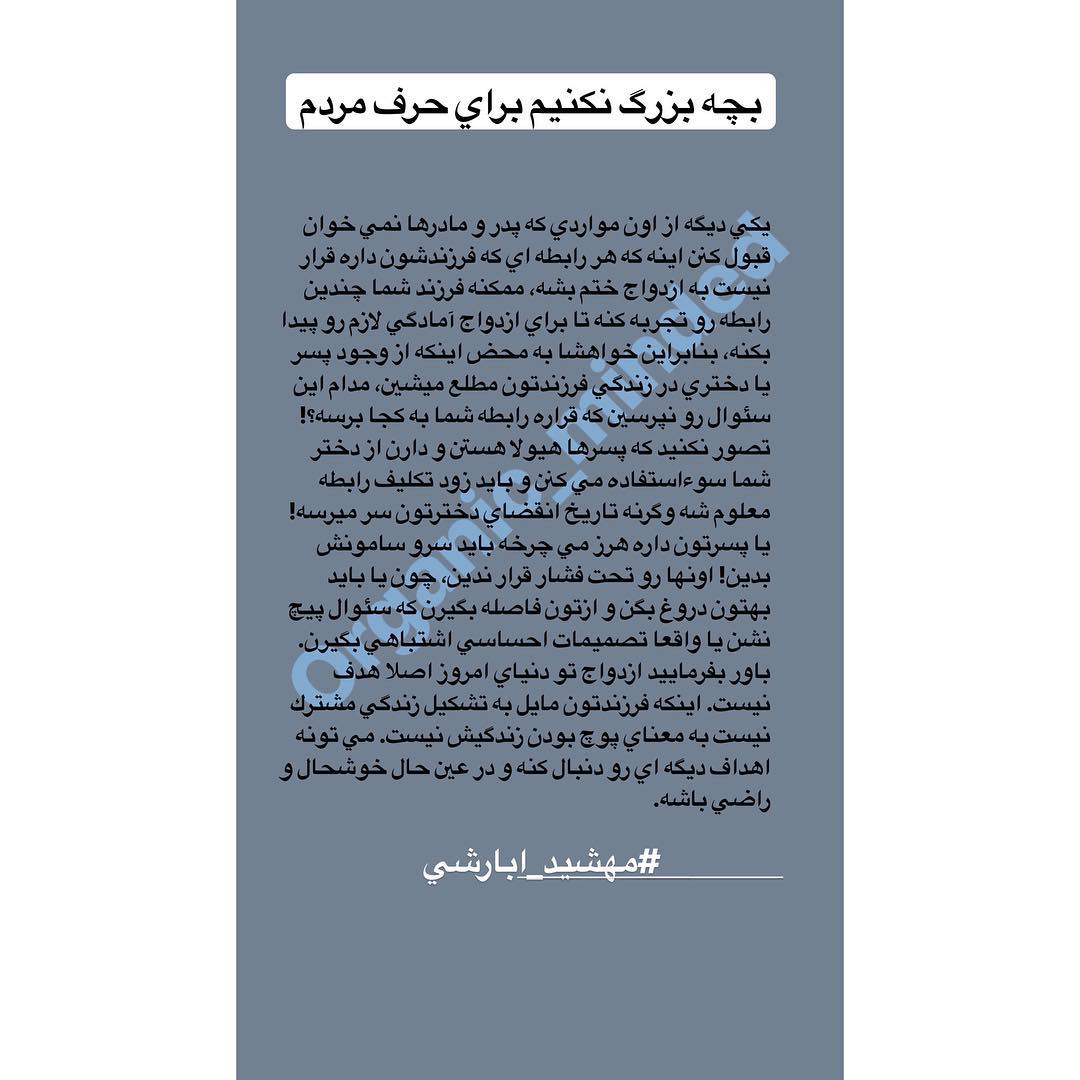 بچه بزرگ نكنيم براي حرف مردم
يكي ديگه از اون مواردي كه پدر و مادرها نمي خوان
قبول كنن اينه كه هر رابطه اي كه فرزندشون داره قرار
نيست به ازدواج ختم بشه، ممكنه فرزند شما چندين
رابطه رو تجربه كنه تا براي ازدواج آمادگي لازم رو پيدا
بكنه، بنابراين خواهشا به محض اينكه از وجود پسر
يا دختري در زندگي فرزندتون مطلع ميشين، مدام اين
سئوال رو نپرسين كه قراره رابطه شما به كجا برسه؟!
تصور نكنيد كه پسرها هيولا هستن و دارن از دختر
شما سوءاستفاده مي كنن و بايد زود تكليف رابطه
معلوم شه وگرنه تاريخ انقضاي دخترتون سر ميرسه!
يا پسرتون داره هرز مي چرخه بايد سرو سامونش
بدين! اونها رو تحت فشار قرار ندين، چون يا بايد
بهتون دروغ بگن و ازتون فاصله بگيرن كه سئوال پيچ
نشن يا واقعا تصميمات احساسي اشتباهي بگيرن.
باور بفرماييد ازدواج تو دنياي امروز اصلا هدف
نيست. اينكه فرزندتون مايل به تشكيل زندگي مشترك
نيست به معناي پوچ بودن زندگيش نيست. مي تونه
اهداف ديگه اي رو دنبال كنه و در عين حال خوشحال و
راضي باشه.
#مهشيد_ابارشي
Organic_minded